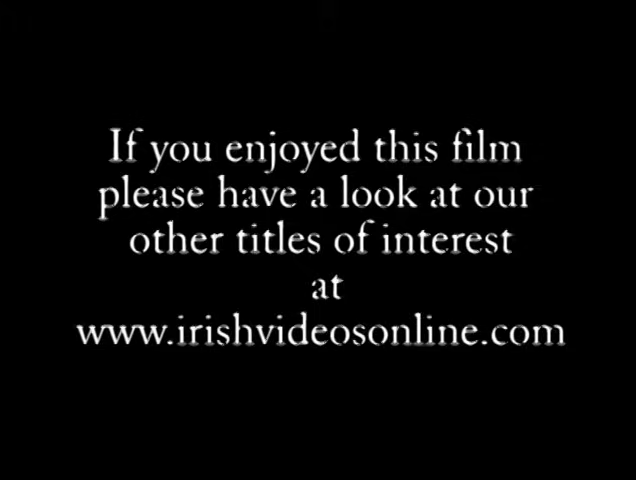 If you enjoyed this film
please have a look at our
other titles of interest
at
www.irishvideosonline.com